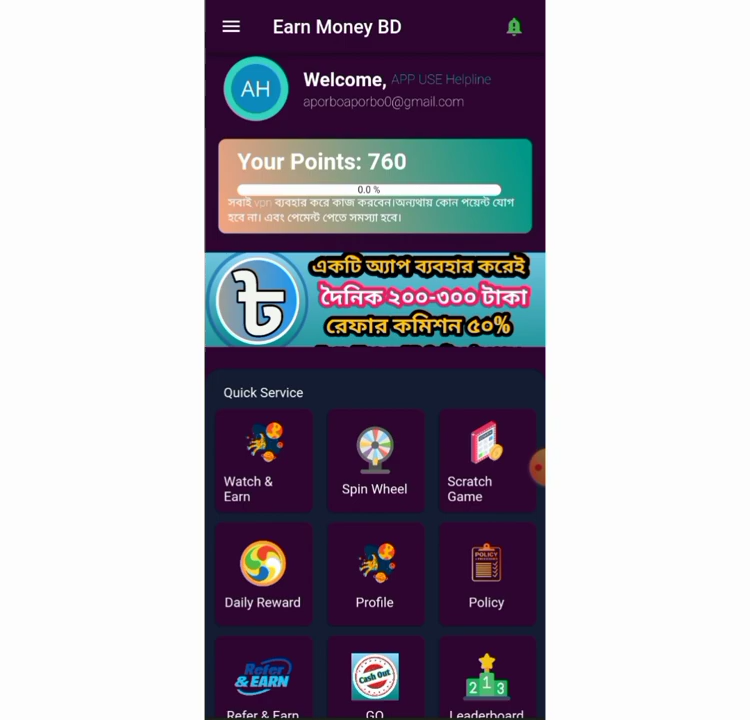 Earn Money BD
AH
Welcome, APP USE Helpline
aporboaporbo0@gmail.com
Your Points: 760
0.0 %
সবাই vpn ব্যবহার করে কাজ করবেন।অন্যথায় কোন পয়েন্ট যোগ
হবে না। এবং পেমেন্ট পেতে সমস্যা হবে।
একটি অ্যাপ ব্যবহার করেই
৳
দৈনিক ২০০-৩০০ টাকা
রেফার কমিশন ৫০%
Quick Service
Watch &
Earn
Spin Wheel
Scratch
Game
Daily Reward
Profile
POLICY
Policy
Refer
& EARN
Refer & Earn
Cash Out
GO
2 1 3
Leaderboard